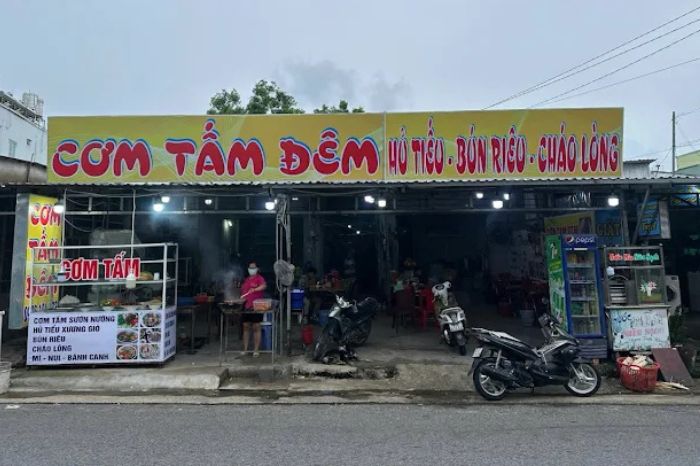 CƠM TẤM ĐÊM
HỦ TIẾU - BÚN RIÊU - CHÁO LÒNG
CƠM
TẤM
CƠM TẤM
CƠM TẤM SƯỜN NƯỚNG
HỦ TIẾU XƯƠNG GIÒ
BÚN RIÊU
CHÁO LÒNG
MÌ - NUI - BÁNH CANH
pepsi